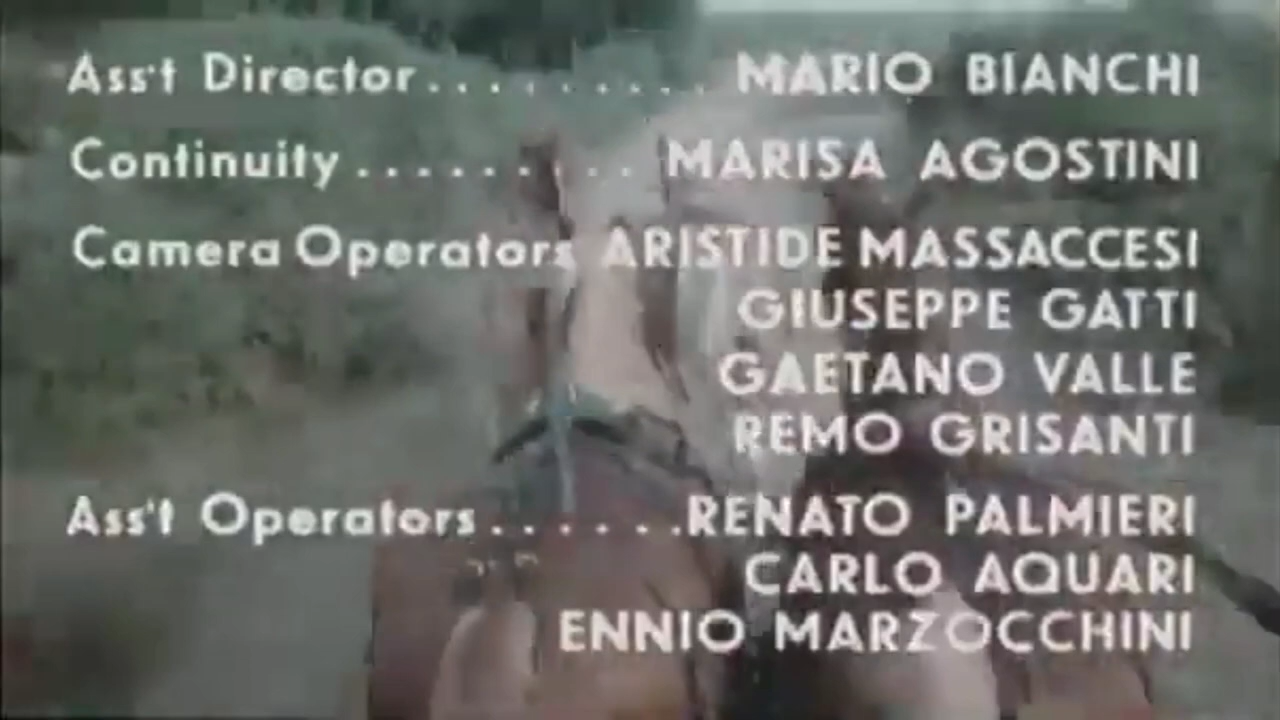 Ass't Director.......... MARIO BIANCHI
Continuity.......... MARISA AGOSTINI
Camera Operators ARISTIDE MASSACCESI
GIUSEPPE GATTI
GAETANO VALLE
REMO GRISANTI
Ass't Operators.......RENATO PALMIERI
CARLO AQUARI
ENNIO MARZOCCHINI